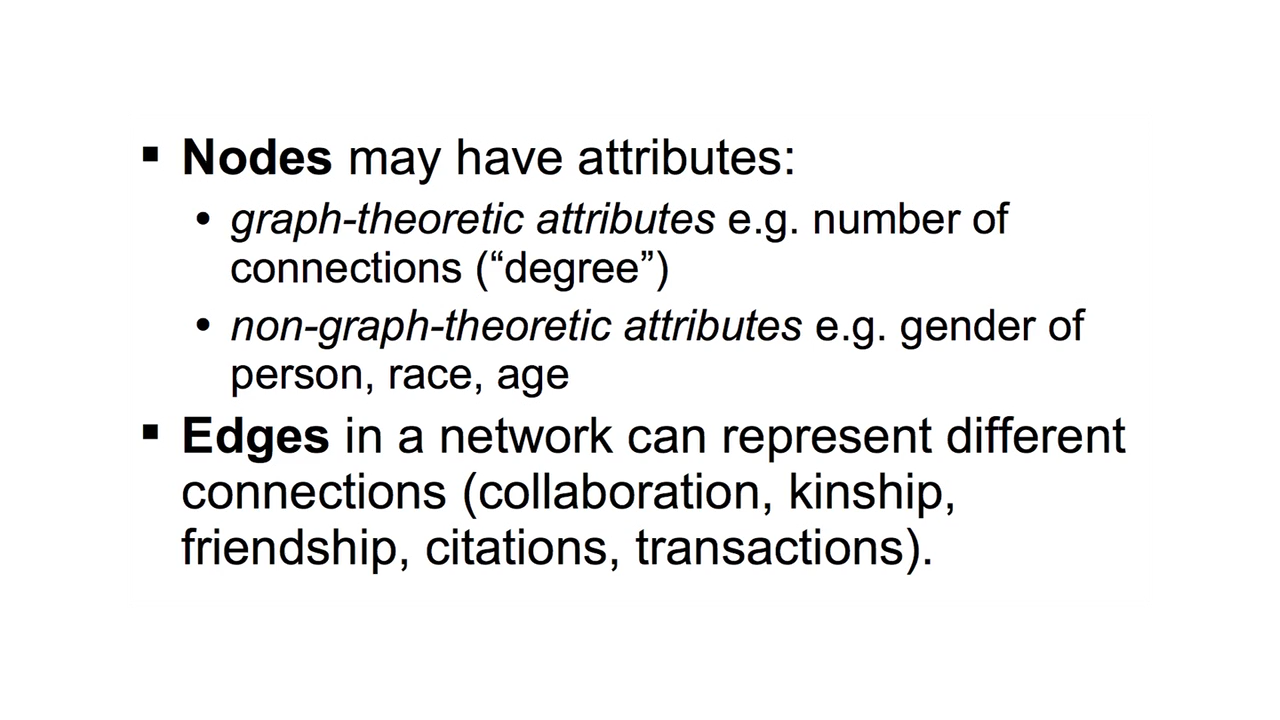 ▪ Nodes may have attributes:
• graph-theoretic attributes e.g. number of
connections (“degree”)
• non-graph-theoretic attributes e.g. gender of
person, race, age
▪ Edges in a network can represent different
connections (collaboration, kinship,
friendship, citations, transactions).